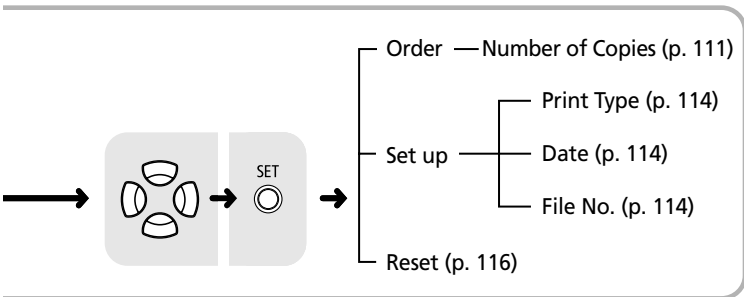 Order
Number of Copies (p. 111)
Print Type (p. 114)
SET
Set up
Date (p. 114)
File No. (p. 114)
Reset (p. 116)